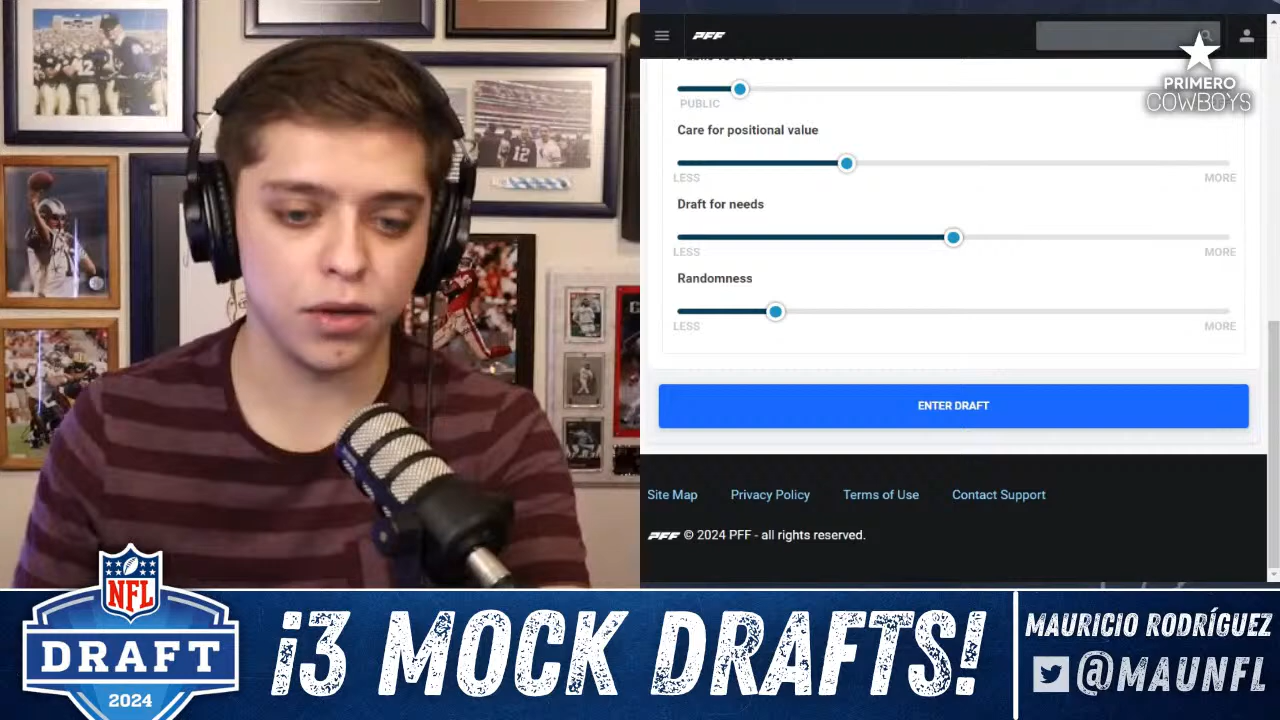 PFF
PRIMERO
COWBOYS
PUBLIC
Care for positional value
LESS
MORE
Draft for needs
LESS
MORE
Randomness
LESS
MORE
ENTER DRAFT
Site Map
Privacy Policy
Terms of Use
Contact Support
PFF © 2024 PFF - all rights reserved.
12
NFL
DRAFT
2024
¡3 MOCK DRAFTS!
MAURICIO RODRÍGUEZ
@MAUNFL